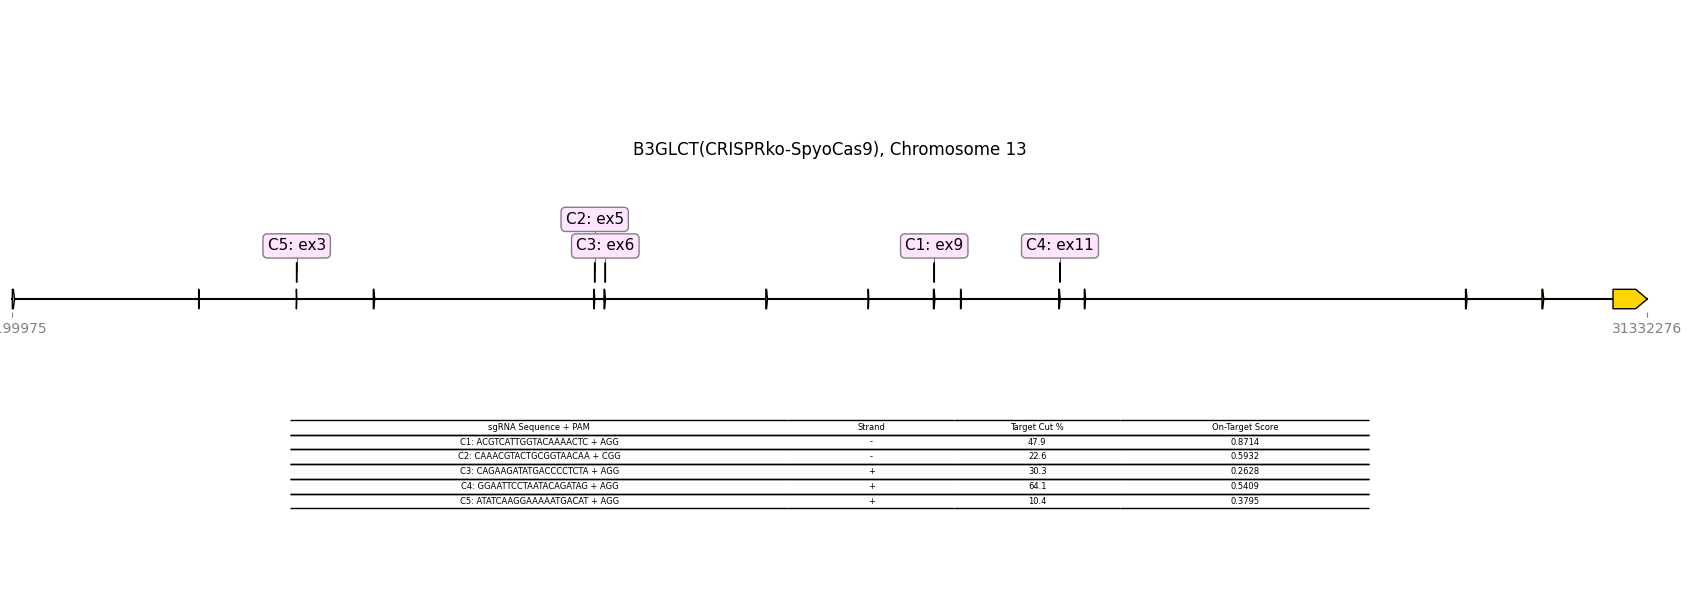 B3GLCT(CRISPRko-SpyoCas9), Chromosome 13
C2: ex5
C5: ex3 C3: ex6 C1: ex9 C4: ex11
199975 31332276
sgRNA Sequence + PAM Strand Target Cut % On-Target Score
C1: ACGTCATTGGTACAAAACTC + AGG - 47.9 0.8714
C2: CAAACGTACTGCGGTAACAA + CGG - 22.6 0.5932
C3: CAGAAGATATGACCCCTCTA + AGG + 30.3 0.2628
C4: GGAATTCCTAATACAGATAG + AGG + 64.1 0.5409
C5: ATATCAAGGAAAAATGACAT + AGG + 10.4 0.3795